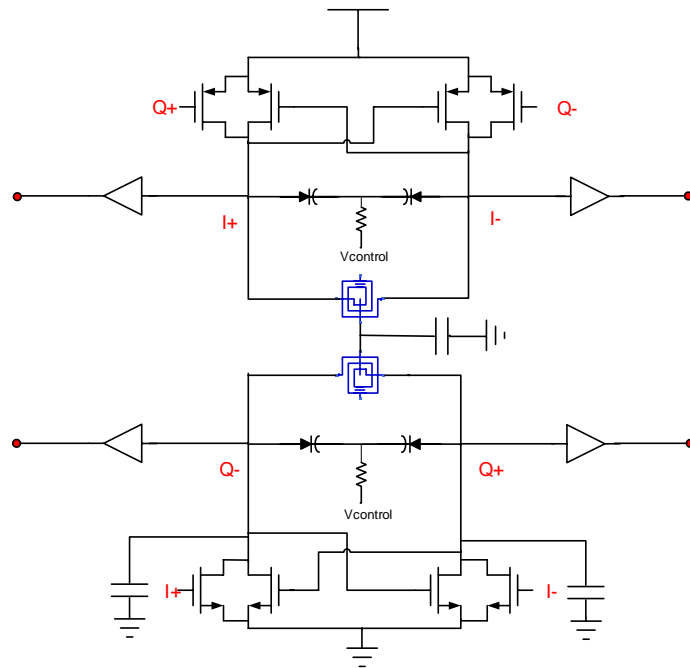 Q+
Q-
I+
I-
Vcontrol
Q-
Q+
Vcontrol
I+
I-